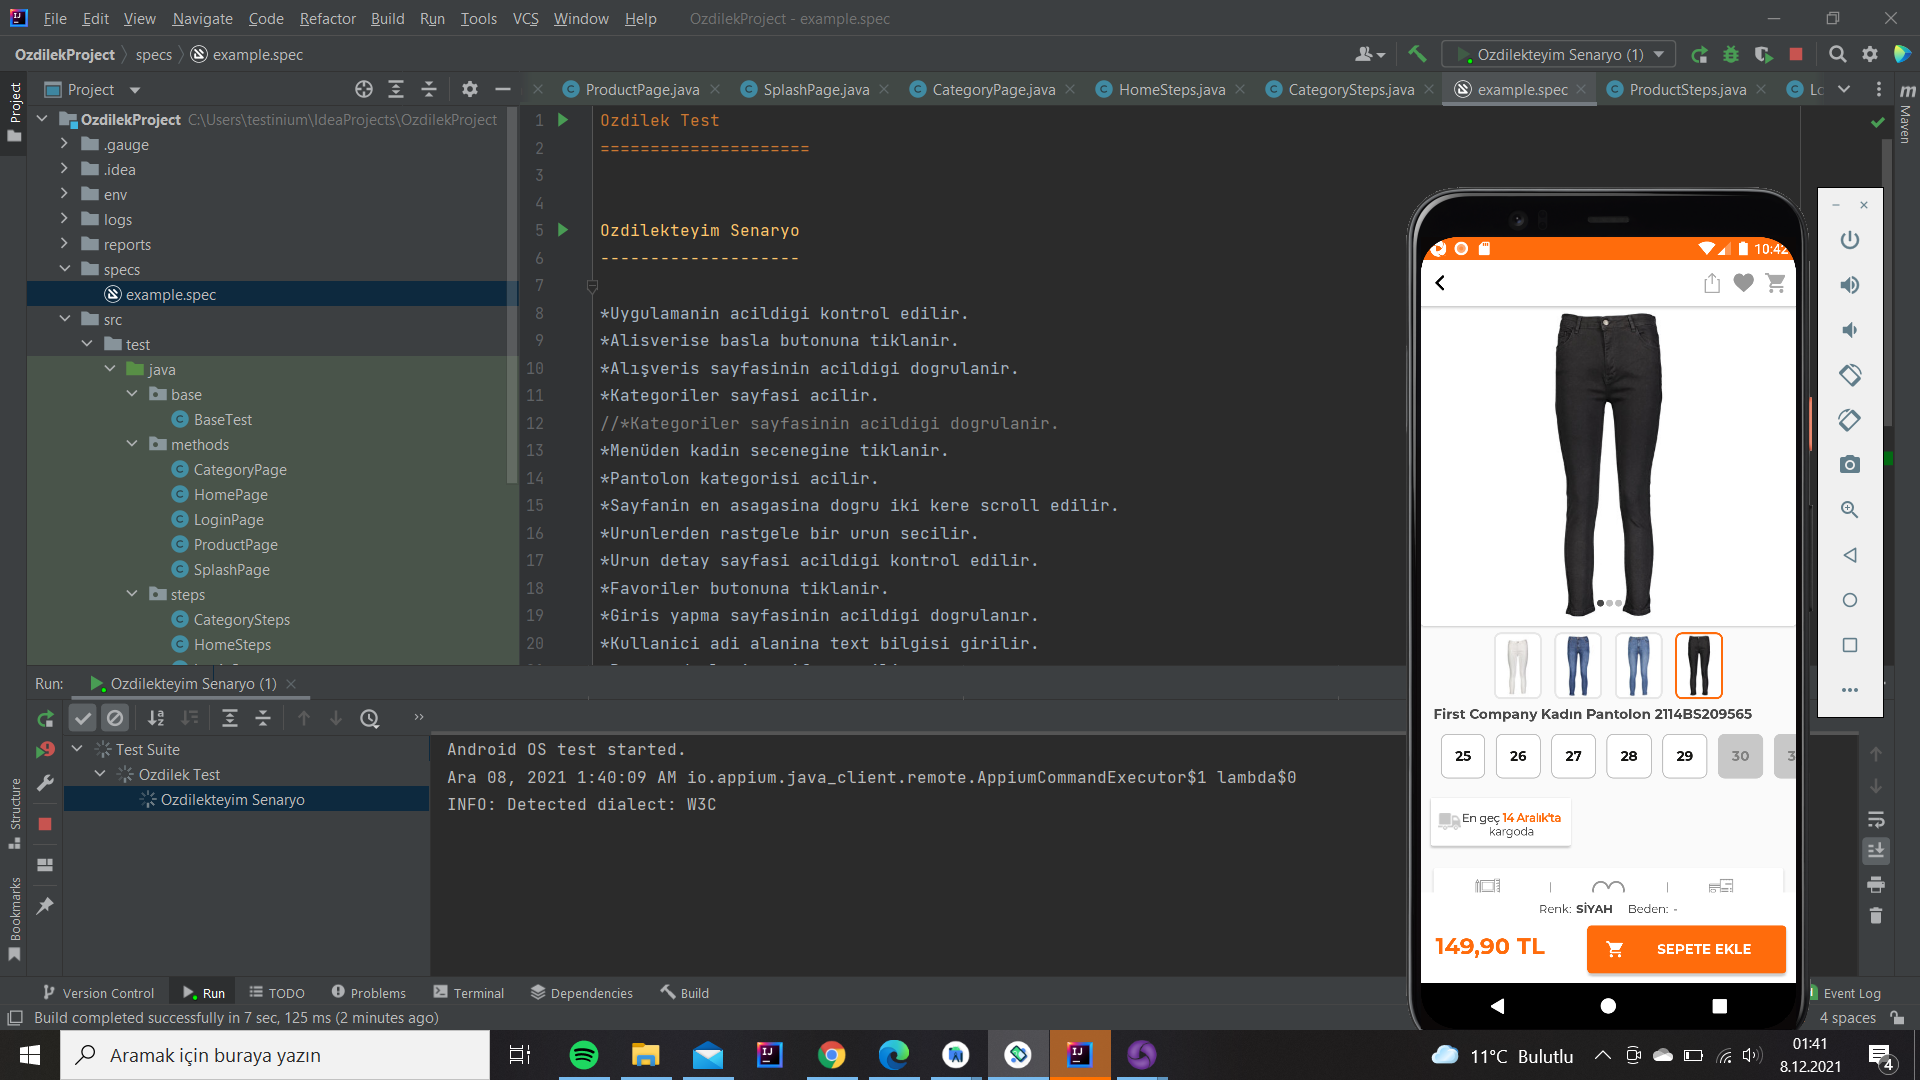 File Edit View Navigate Code Refactor Build Run Tools VCS Window Help OzdilekProject - example.spec
OzdilekProject specs example.spec
Ozdilekteyim Senaryo (1)
Project
ProductPage.java SplashPage.java CategoryPage.java HomeSteps.java CategorySteps.java example.spec ProductSteps.java
Project
Maven
OzdilekProject C:\Users\testinium\IdeaProjects\OzdilekProject
.gauge
.idea
env
logs
reports
specs
example.spec
src
test
java
base
BaseTest
methods
CategoryPage
HomePage
LoginPage
ProductPage
SplashPage
steps
CategorySteps
HomeSteps
1 Ozdilek Test
2 =====================
3
4
5 Ozdilekteyim Senaryo
6 --------------------
7
8 *Uygulamanin acildigi kontrol edilir.
9 *Alisverise basla butonuna tiklanir.
10 *Alışveris sayfasinin acildigi dogrulanir.
11 *Kategoriler sayfasi acilir.
12 //*Kategoriler sayfasinin acildigi dogrulanir.
13 *Menüden kadin secenegine tiklanir.
14 *Pantolon kategorisi acilir.
15 *Sayfanin en asagasina dogru iki kere scroll edilir.
16 *Urunlerden rastgele bir urun secilir.
17 *Urun detay sayfasi acildigi kontrol edilir.
18 *Favoriler butonuna tiklanir.
19 *Giris yapma sayfasinin acildigi dogrulanır.
20 *Kullanici adi alanina text bilgisi girilir.
10:42
First Company Kadın Pantolon 2114BS209565
25 26 27 28 29 30
En geç 14 Aralık'ta
kargoda
Renk: SİYAH Beden: -
149,90 TL SEPETE EKLE
Run: Ozdilekteyim Senaryo (1)
Test Suite
Ozdilek Test
Ozdilekteyim Senaryo
Android OS test started.
Ara 08, 2021 1:40:09 AM io.appium.java_client.remote.AppiumCommandExecutor$1 lambda$0
INFO: Detected dialect: W3C
Structure
Bookmarks
Version Control Run TODO Problems Terminal Dependencies Build Event Log
Build completed successfully in 7 sec, 125 ms (2 minutes ago) 4 spaces
Aramak için buraya yazın
11°C Bulutlu
01:41
8.12.2021
4